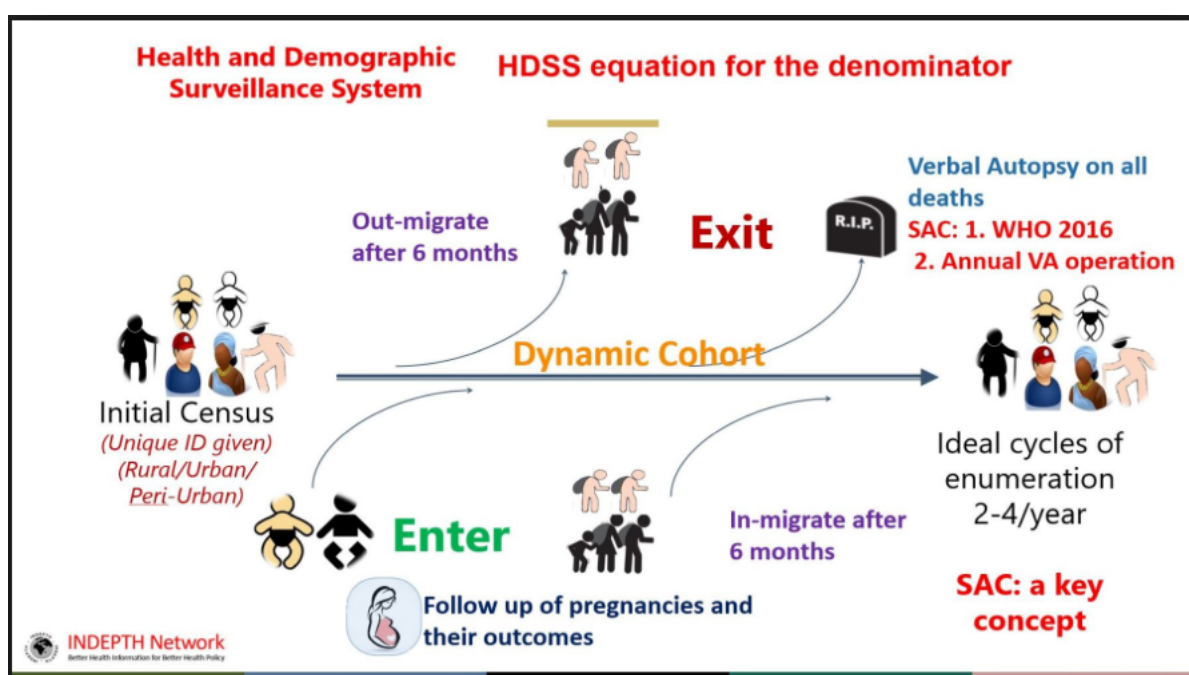 Health and Demographic
Surveillance System
HDSS equation for the denominator
Out-migrate
after 6 months
Exit
R.I.P.
Verbal Autopsy on all
deaths
SAC: 1. WHO 2016
2. Annual VA operation
Dynamic Cohort
Initial Census
(Unique ID given)
(Rural/Urban/
Peri-Urban)
Enter
In-migrate after
6 months
Ideal cycles of
enumeration
2-4/year
Follow up of pregnancies and
their outcomes
SAC: a key
concept
INDEPTH Network
Better Health Information for Better Health Policy